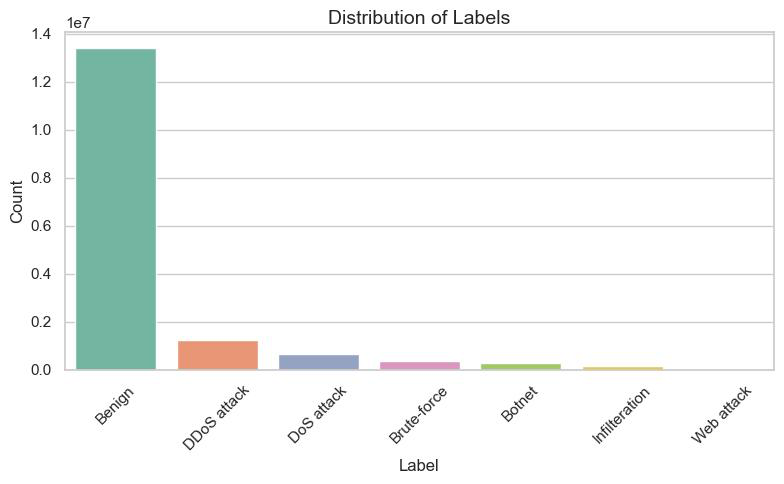 Distribution of Labels
1e7
1.4
1.2
1.0
0.8
0.6
0.4
0.2
0.0
Count
Benign
DDoS attack
DoS attack
Brute-force
Botnet
Infilteration
Web attack
Label